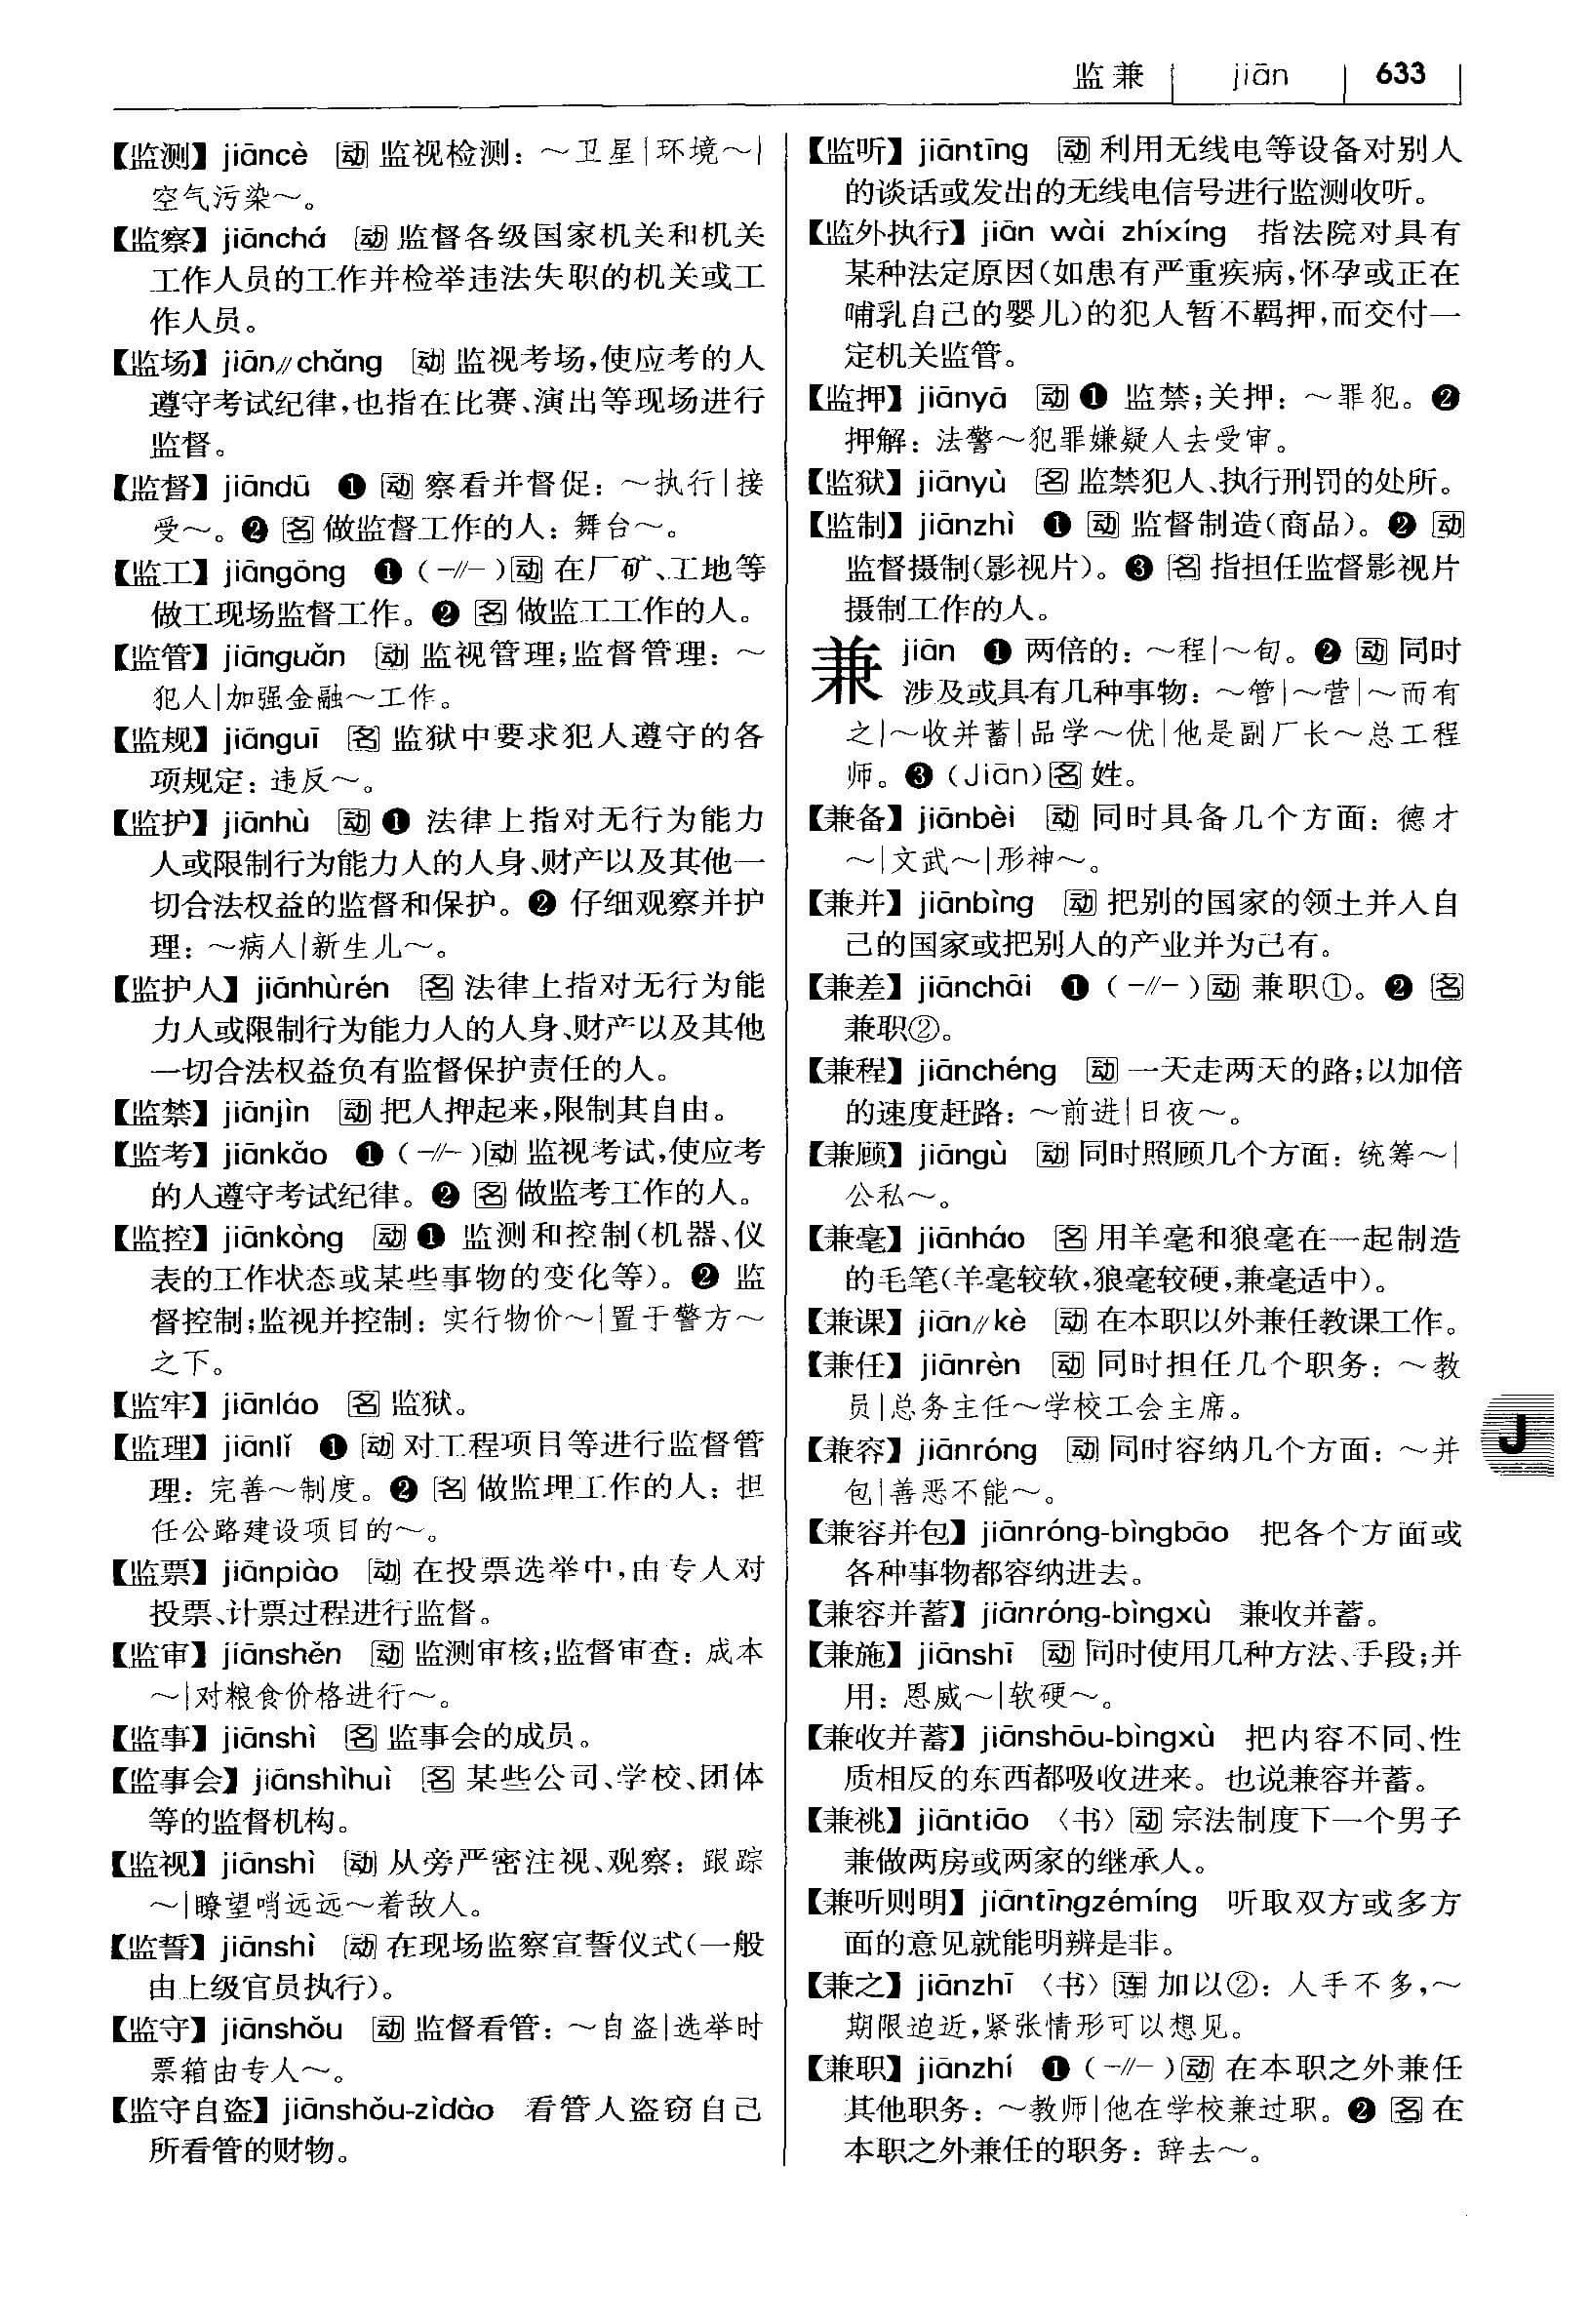 监兼 jiān 633
【监测】jiāncè 动 监视检测：～卫星|环境～|
空气污染～。
【监察】jiānchá 动 监督各级国家机关和机关
工作人员的工作并检举违法失职的机关或工
作人员。
【监场】jiān∥chǎng 动 监视考场，使应考的人
遵守考试纪律，也指在比赛、演出等现场进行
监督。
【监督】jiāndū ❶ 动 察看并督促：～执行|接
受～。❷ 名 做监督工作的人：舞台～。
【监工】jiāngōng ❶（-∥-）动 在厂矿、工地等
做工现场监督工作。❷ 名 做监工工作的人。
【监管】jiānguǎn 动 监视管理；监督管理：～
犯人|加强金融～工作。
【监规】jiānguī 名 监狱中要求犯人遵守的各
项规定：违反～。
【监护】jiānhù 动 ❶ 法律上指对无行为能力
人或限制行为能力人的人身、财产以及其他一
切合法权益的监督和保护。❷ 仔细观察并护
理：～病人|新生儿～。
【监护人】jiānhùrén 名 法律上指对无行为能
力人或限制行为能力人的人身、财产以及其他
一切合法权益负有监督保护责任的人。
【监禁】jiānjìn 动 把人押起来，限制其自由。
【监考】jiānkǎo ❶（-∥-）动 监视考试，使应考
的人遵守考试纪律。❷ 名 做监考工作的人。
【监控】jiānkòng 动 ❶ 监测和控制（机器、仪
表的工作状态或某些事物的变化等）。❷ 监
督控制；监视并控制：实行物价～|置于警方～
之下。
【监牢】jiānláo 名 监狱。
【监理】jiānlǐ ❶ 动 对工程项目等进行监督管
理：完善～制度。❷ 名 做监理工作的人：担
任公路建设项目的～。
【监票】jiānpiào 动 在投票选举中，由专人对
投票、计票过程进行监督。
【监审】jiānshěn 动 监测审核；监督审查：成本
～|对粮食价格进行～。
【监事】jiānshì 名 监事会的成员。
【监事会】jiānshìhuì 名 某些公司、学校、团体
等的监督机构。
【监视】jiānshì 动 从旁严密注视、观察：跟踪
～|瞭望哨远远～着敌人。
【监誓】jiānshì 动 在现场监察宣誓仪式（一般
由上级官员执行）。
【监守】jiānshǒu 动 监督看管：～自盗|选举时
票箱由专人～。
【监守自盗】jiānshǒu-zìdào 看管人盗窃自己
所看管的财物。
【监听】jiāntīng 动 利用无线电等设备对别人
的谈话或发出的无线电信号进行监测收听。
【监外执行】jiān wài zhíxíng 指法院对具有
某种法定原因（如患有严重疾病，怀孕或正在
哺乳自己的婴儿）的犯人暂不羁押，而交付一
定机关监管。
【监押】jiānyā 动 ❶ 监禁；关押：～罪犯。❷
押解：法警～犯罪嫌疑人去受审。
【监狱】jiānyù 名 监禁犯人、执行刑罚的处所。
【监制】jiānzhì ❶ 动 监督制造（商品）。❷ 动
监督摄制（影视片）。❸ 名 指担任监督影视片
摄制工作的人。
兼 jiān ❶ 两倍的：～程|～旬。❷ 动 同时
涉及或具有几种事物：～管|～营|～而有
之|～收并蓄|品学～优|他是副厂长～总工程
师。❸（Jiān）名 姓。
【兼备】jiānbèi 动 同时具备几个方面：德才
～|文武～|形神～。
【兼并】jiānbìng 动 把别的国家的领土并入自
己的国家或把别人的产业并为己有。
【兼差】jiānchāi ❶（-∥-）动 兼职①。❷ 名
兼职②。
【兼程】jiānchéng 动 一天走两天的路；以加倍
的速度赶路：～前进|日夜～。
【兼顾】jiāngù 动 同时照顾几个方面：统筹～|
公私～。
【兼毫】jiānháo 名 用羊毫和狼毫在一起制造
的毛笔（羊毫较软，狼毫较硬，兼毫适中）。
【兼课】jiān∥kè 动 在本职以外兼任教课工作。
【兼任】jiānrèn 动 同时担任几个职务：～教
员|总务主任～学校工会主席。
【兼容】jiānróng 动 同时容纳几个方面：～并
包|善恶不能～。
【兼容并包】jiānróng-bìngbāo 把各个方面或
各种事物都容纳进去。
【兼容并蓄】jiānróng-bìngxù 兼收并蓄。
【兼施】jiānshī 动 同时使用几种方法、手段；并
用：恩威～|软硬～。
【兼收并蓄】jiānshōu-bìngxù 把内容不同、性
质相反的东西都吸收进来。也说兼容并蓄。
【兼祧】jiāntiāo〈书〉动 宗法制度下一个男子
兼做两房或两家的继承人。
【兼听则明】jiāntīngzémíng 听取双方或多方
面的意见就能明辨是非。
【兼之】jiānzhī〈书〉连 加以②：人手不多，～
期限迫近，紧张情形可以想见。
【兼职】jiānzhí ❶（-∥-）动 在本职之外兼任
其他职务：～教师|他在学校兼过职。❷ 名 在
本职之外兼任的职务：辞去～。
J